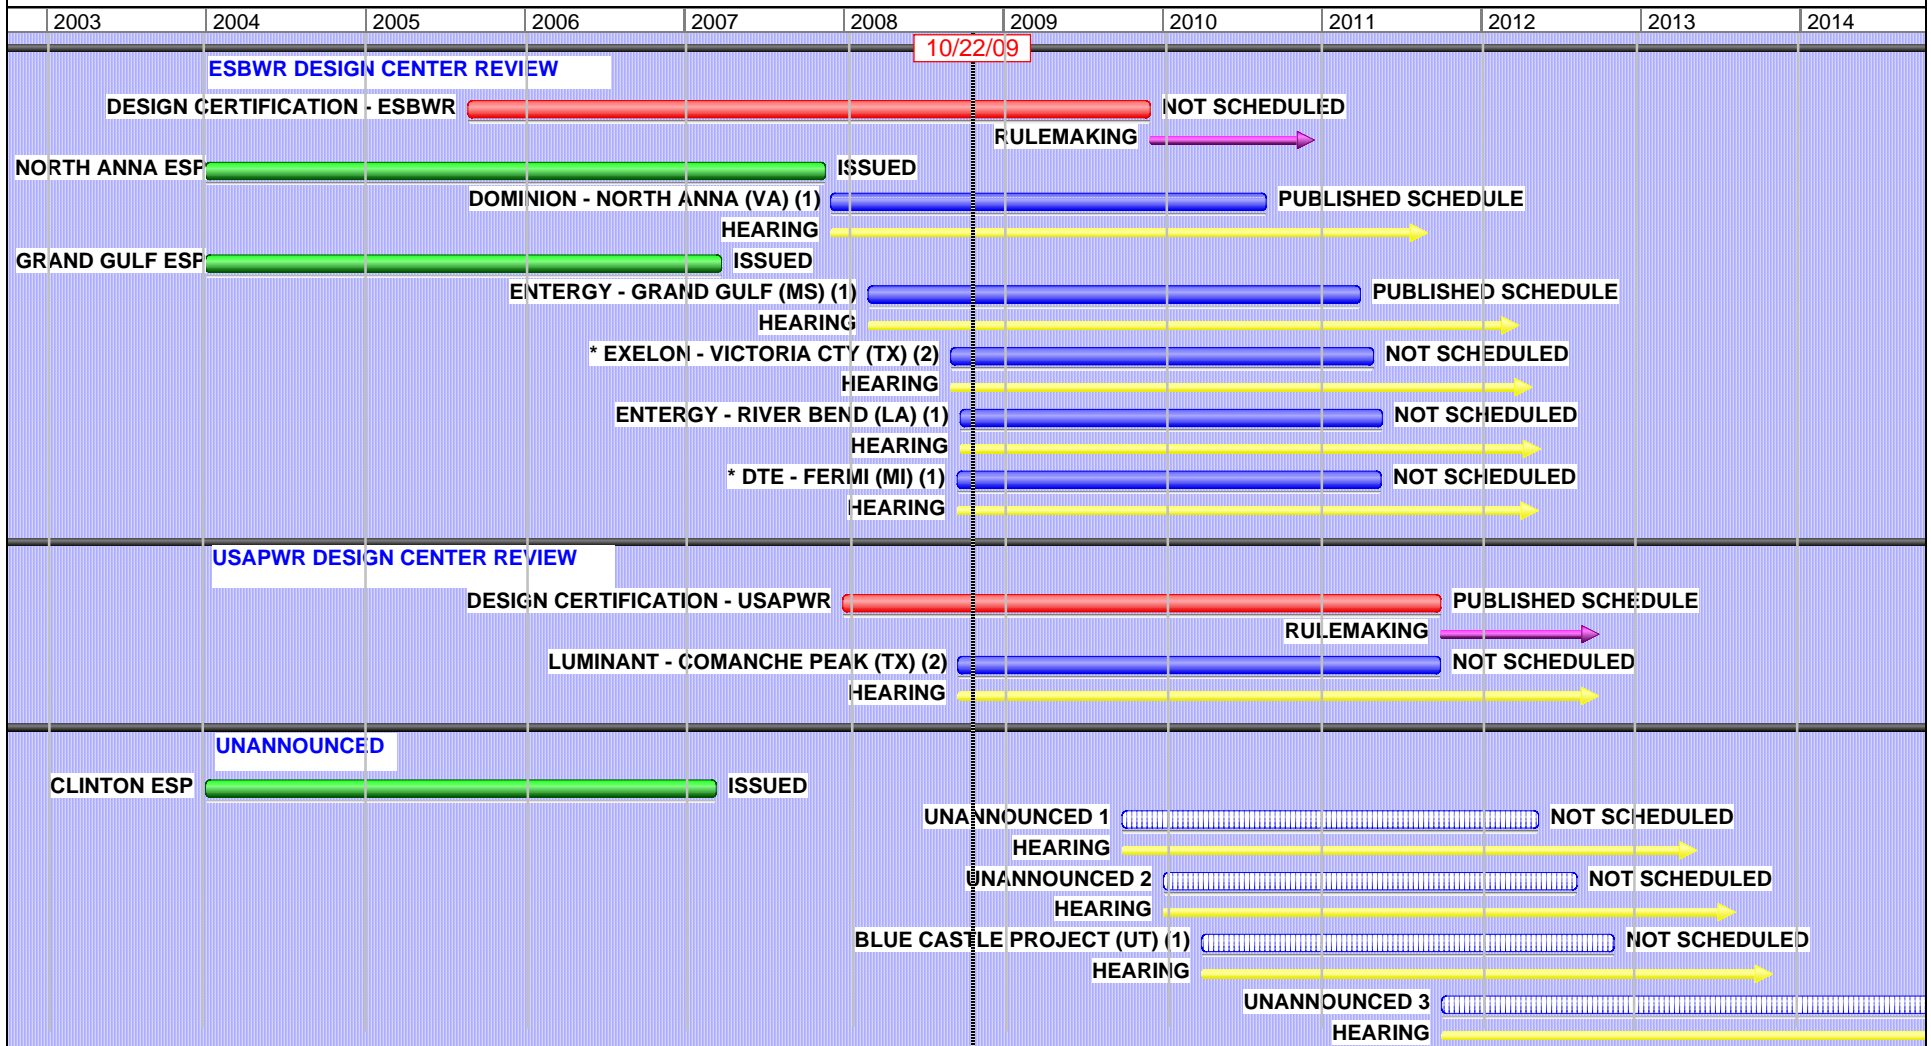 2003 2004 2005 2006 2007 2008 2009 2010 2011 2012 2013 2014
10/22/09
ESBWR DESIGN CENTER REVIEW
DESIGN CERTIFICATION - ESBWR NOT SCHEDULED
RULEMAKING
NORTH ANNA ESP ISSUED
DOMINION - NORTH ANNA (VA) (1) PUBLISHED SCHEDULE
HEARING
GRAND GULF ESP ISSUED
ENTERGY - GRAND GULF (MS) (1) PUBLISHED SCHEDULE
HEARING
* EXELON - VICTORIA CTY (TX) (2) NOT SCHEDULED
HEARING
ENTERGY - RIVER BEND (LA) (1) NOT SCHEDULED
HEARING
* DTE - FERMI (MI) (1) NOT SCHEDULED
HEARING
USAPWR DESIGN CENTER REVIEW
DESIGN CERTIFICATION - USAPWR PUBLISHED SCHEDULE
RULEMAKING
LUMINANT - COMANCHE PEAK (TX) (2) NOT SCHEDULED
HEARING
UNANNOUNCED
CLINTON ESP ISSUED
UNANNOUNCED 1 NOT SCHEDULED
HEARING
UNANNOUNCED 2 NOT SCHEDULED
HEARING
BLUE CASTLE PROJECT (UT) (1) NOT SCHEDULED
HEARING
UNANNOUNCED 3
HEARING